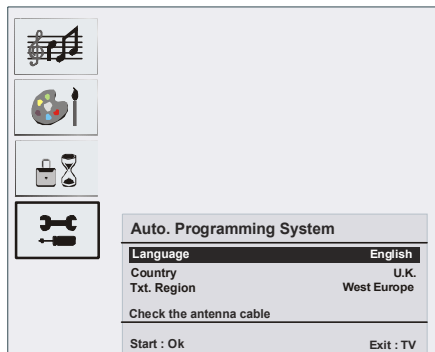 Auto. Programming System
Language English
Country U.K.
Txt. Region West Europe
Check the antenna cable
Start : Ok Exit : TV